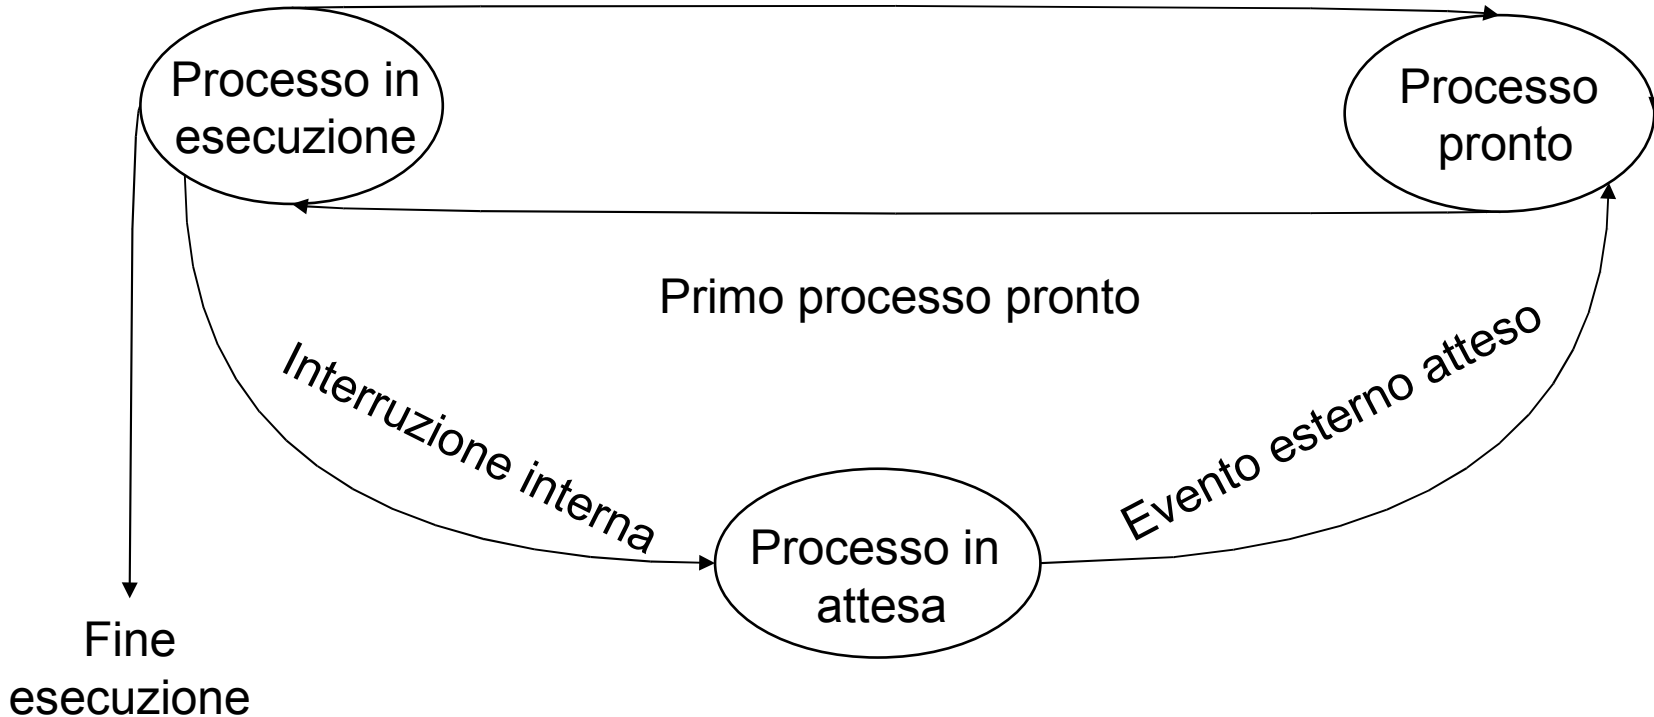 Processo in
esecuzione
Processo
pronto
Primo processo pronto
Interruzione interna
Evento esterno atteso
Processo in
attesa
Fine
esecuzione